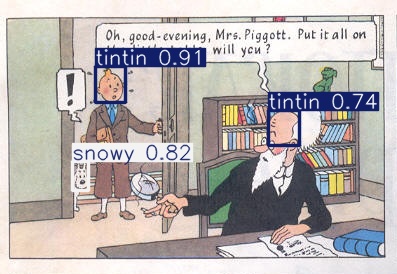 Oh, good-evening, Mrs. Piggott. Put it all on
will you?
tintin 0.91
!
tintin 0.74
snowy 0.82